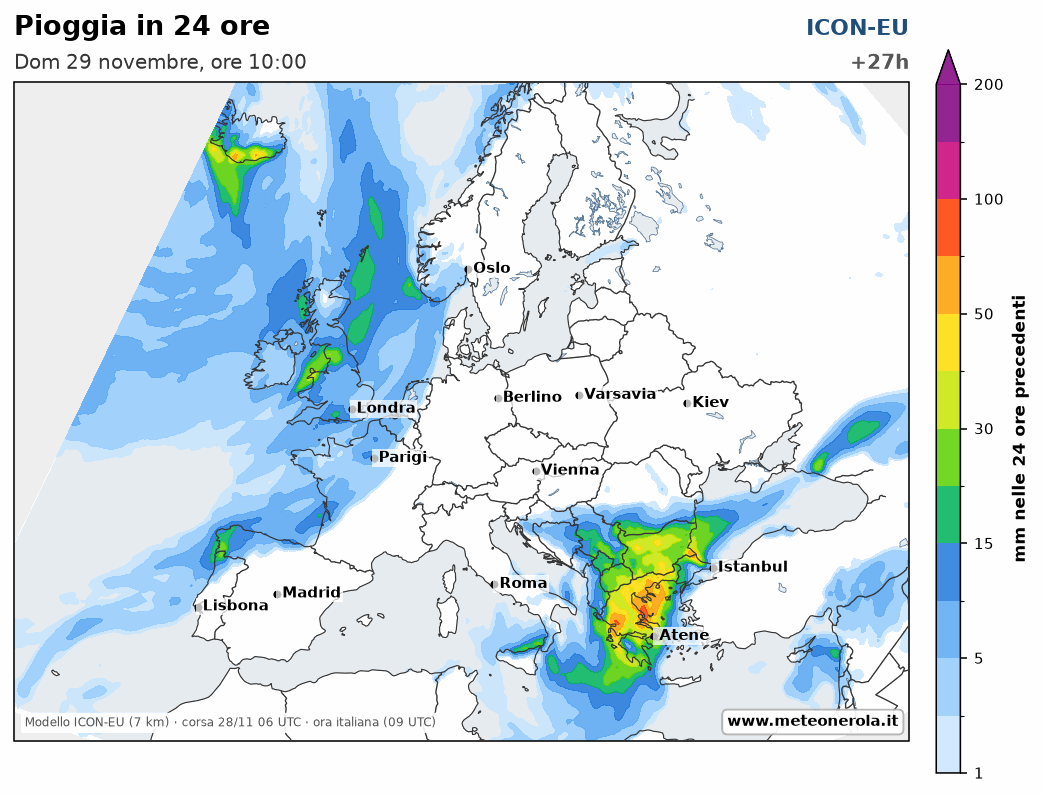 Pioggia in 24 ore
ICON-EU
Dom 29 novembre, ore 10:00
+27h
200
100
50
30
15
5
1
mm nelle 24 ore precedenti
Oslo
Londra
Berlino
Varsavia
Kiev
Parigi
Vienna
Istanbul
Roma
Madrid
Lisbona
Atene
Modello ICON-EU (7 km) · corsa 28/11 06 UTC · ora italiana (09 UTC)
www.meteonerola.it